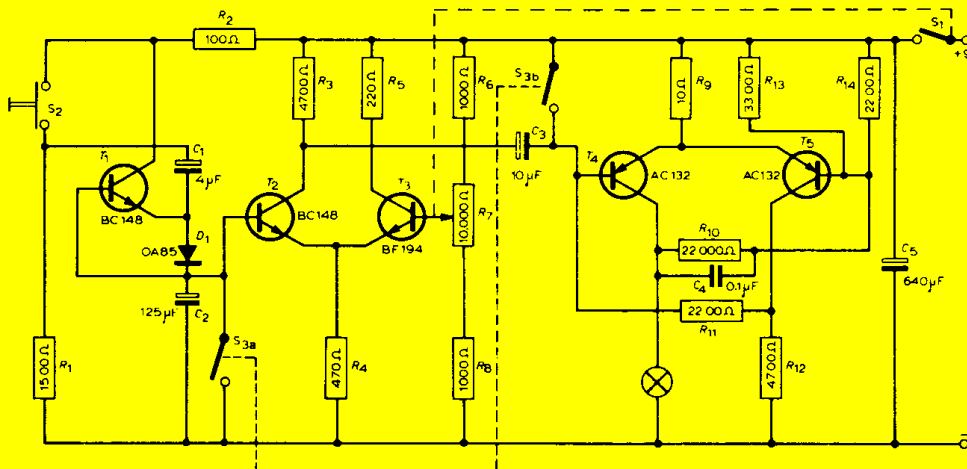 R2
100Ω
S1
+9
S2
R3
4700Ω
R5
220Ω
R6
1000Ω
S3b
R9
10Ω
R13
3300Ω
R14
2200Ω
C1
4µF
T1
BC148
T2
BC148
T3
BF194
R7
10.000Ω
C3
10µF
T4
AC132
T5
AC132
D1
OA85
R10
22000Ω
C4
0.1µF
C5
640µF
125µF
C2
R11
2200Ω
S3a
R1
1500Ω
R4
470Ω
R8
1000Ω
R12
4700Ω